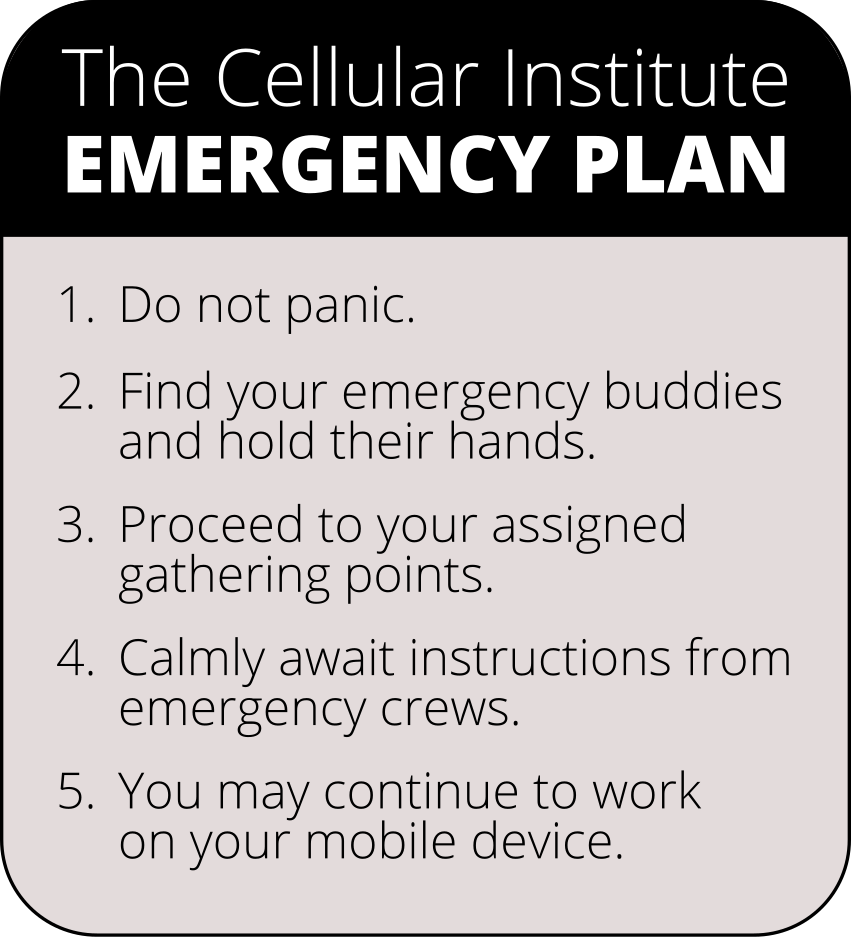 The Cellular Institute
EMERGENCY PLAN
1. Do not panic.
2. Find your emergency buddies
and hold their hands.
3. Proceed to your assigned
gathering points.
4. Calmly await instructions from
emergency crews.
5. You may continue to work
on your mobile device.